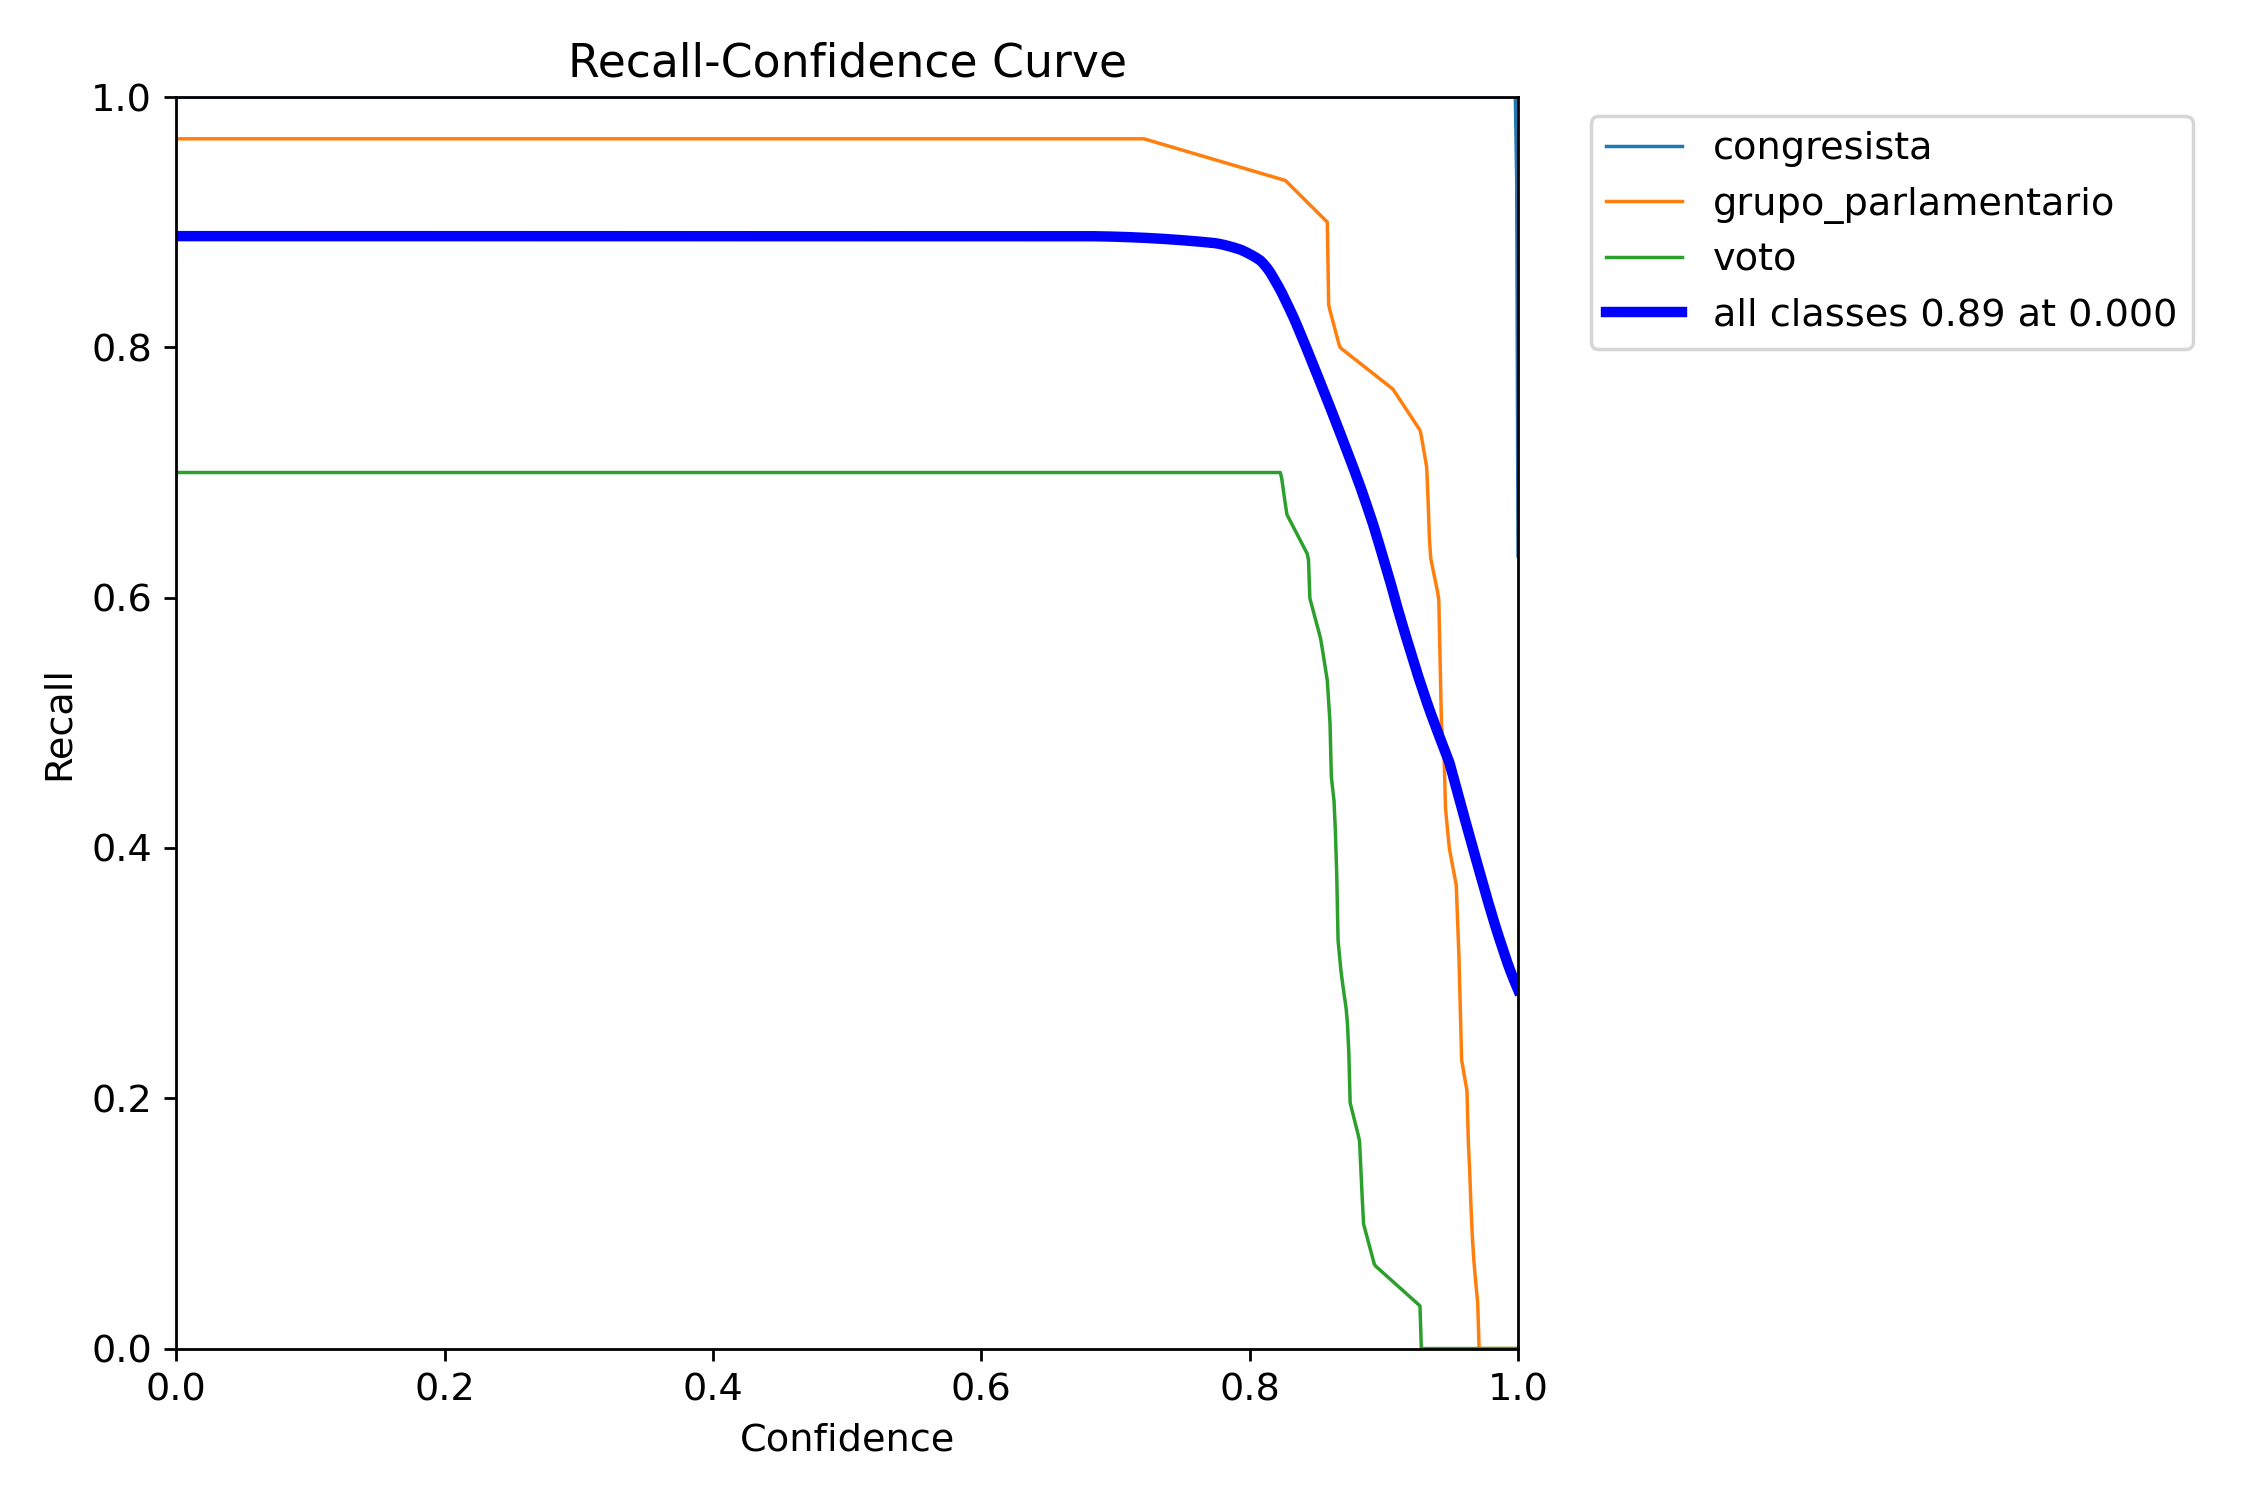 Recall-Confidence Curve
1.0
0.8
0.6
0.4
0.2
0.0
Recall
0.0 0.2 0.4 0.6 0.8 1.0
Confidence
congresista
grupo_parlamentario
voto
all classes 0.89 at 0.000